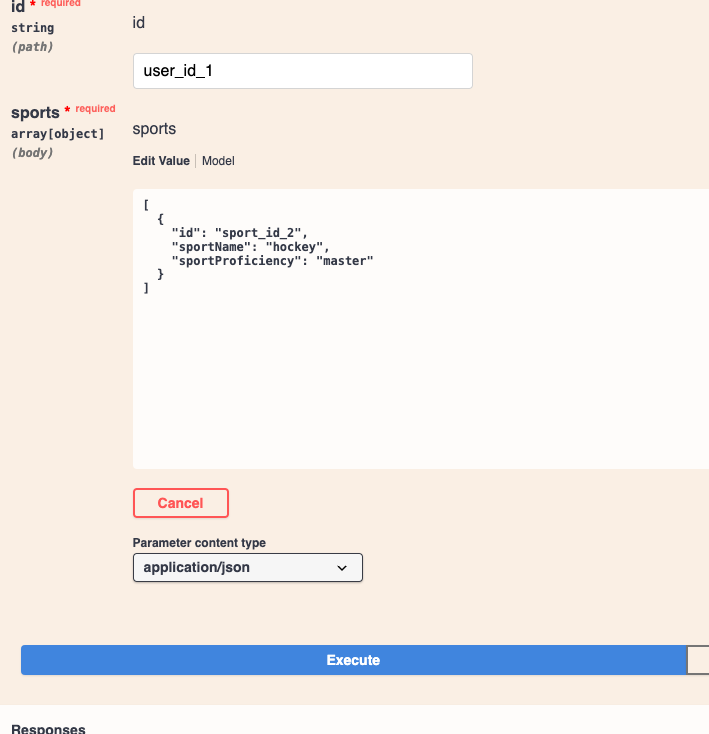 id * required
id
string
(path)
user_id_1
sports * required
sports
array[object]
(body)
Edit Value | Model
[
  {
    "id": "sport_id_2",
    "sportName": "hockey",
    "sportProficiency": "master"
  }
]
Cancel
Parameter content type
application/json
Execute
Responses